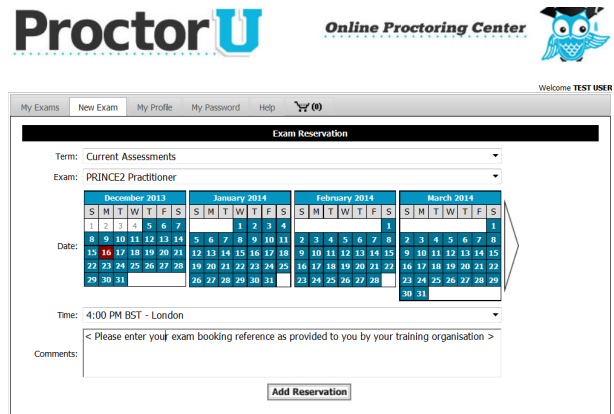 ProctorU
Online Proctoring Center
Welcome TEST USER
My Exams New Exam My Profile My Password Help (0)
Exam Reservation
Term: Current Assessments
Exam: PRINCE2 Practitioner
Date:
December 2013
S M T W T F S
1 2 3 4 5 6 7
8 9 10 11 12 13 14
15 16 17 18 19 20 21
22 23 24 25 26 27 28
29 30 31
January 2014
S M T W T F S
1 2 3 4
5 6 7 8 9 10 11
12 13 14 15 16 17 18
19 20 21 22 23 24 25
26 27 28 29 30 31
February 2014
S M T W T F S
1
2 3 4 5 6 7 8
9 10 11 12 13 14 15
16 17 18 19 20 21 22
23 24 25 26 27 28
March 2014
S M T W T F S
1
2 3 4 5 6 7 8
9 10 11 12 13 14 15
16 17 18 19 20 21 22
23 24 25 26 27 28 29
30 31
Time: 4:00 PM BST - London
Comments:
< Please enter your exam booking reference as provided to you by your training organisation >
Add Reservation